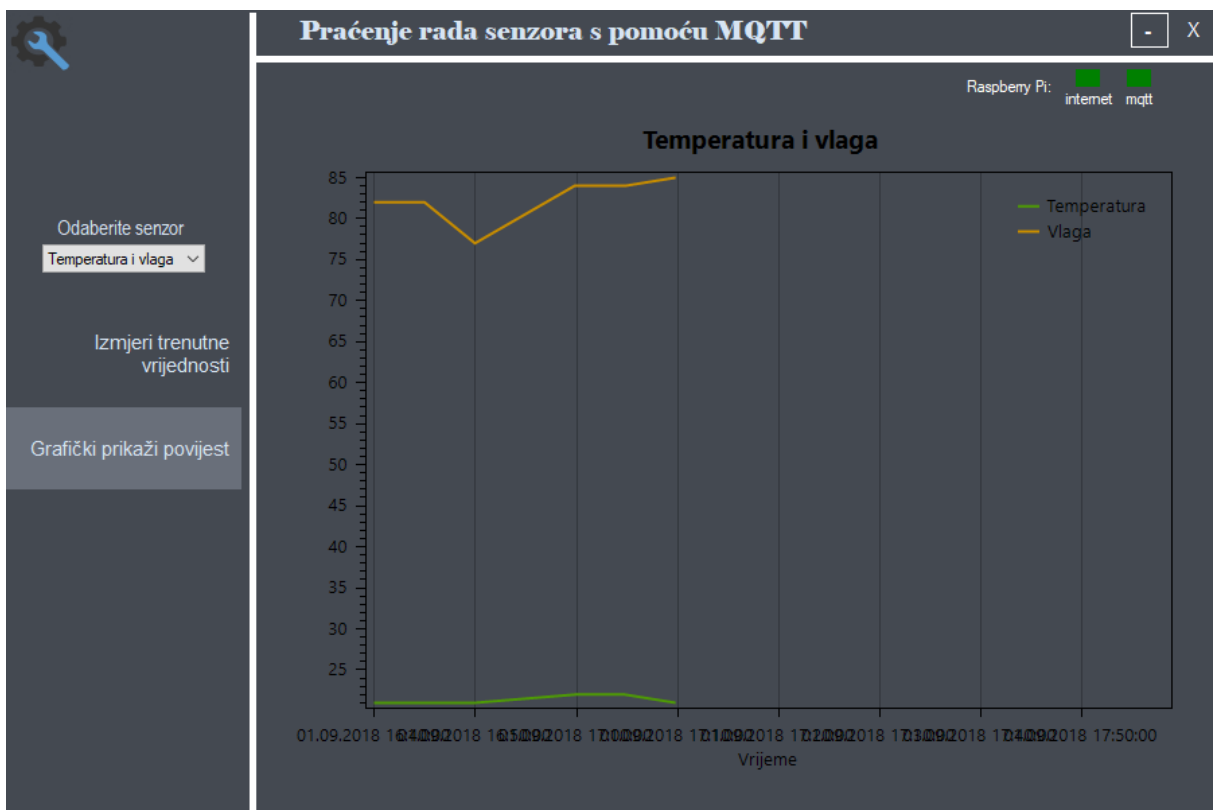 Praćenje rada senzora s pomoću MQTT
-
X
Raspberry Pi:
internet
mqtt
Odaberite senzor
Temperatura i vlaga
Izmjeri trenutne
vrijednosti
Grafički prikaži povijest
Temperatura i vlaga
Temperatura
Vlaga
85
80
75
70
65
60
55
50
45
40
35
30
25
01.09.2018
2018 17:50:00
Vrijeme